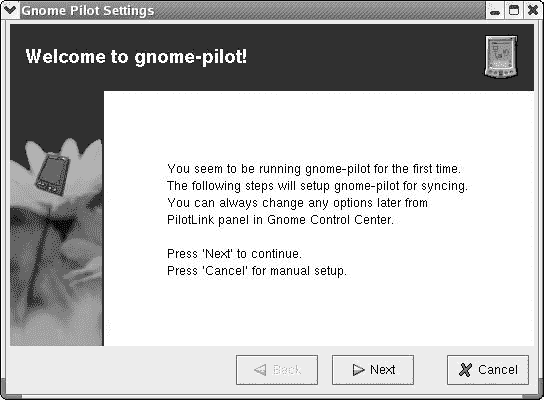 Gnome Pilot Settings
Welcome to gnome-pilot!
You seem to be running gnome-pilot for the first time.
The following steps will setup gnome-pilot for syncing.
You can always change any options later from
PilotLink panel in Gnome Control Center.
Press 'Next' to continue.
Press 'Cancel' for manual setup.
Back
Next
Cancel